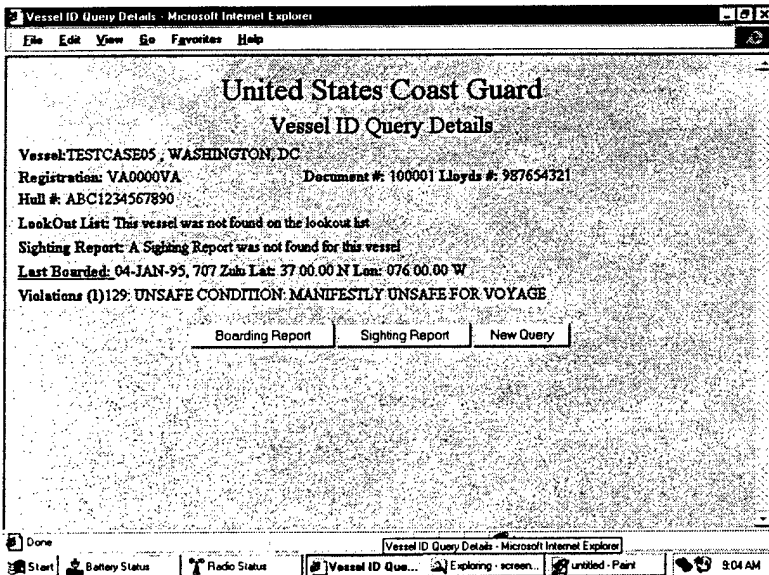 Vessel ID Query Details - Microsoft Internet Explorer
File Edit View Go Favorites Help
United States Coast Guard
Vessel ID Query Details
Vessel:TESTCASE05 , WASHINGTON, DC
Registration: VA0000VA Document #: 100001 Lloyds #: 987654321
Hull #: ABC1234567890
LookOut List: This vessel was not found on the lookout list
Sighting Report: A Sighting Report was not found for this vessel
Last Boarded: 04-JAN-95, 707 Zulu Lat: 37 00.00 N Lon: 076 00.00 W
Violations (1)129: UNSAFE CONDITION: MANIFESTLY UNSAFE FOR VOYAGE
Boarding Report Sighting Report New Query
Done
Vessel ID Query Details - Microsoft Internet Explorer
Start Battery Status Radio Status Vessel ID Que... Exploring - screen... untitled - Paint 9:04 AM